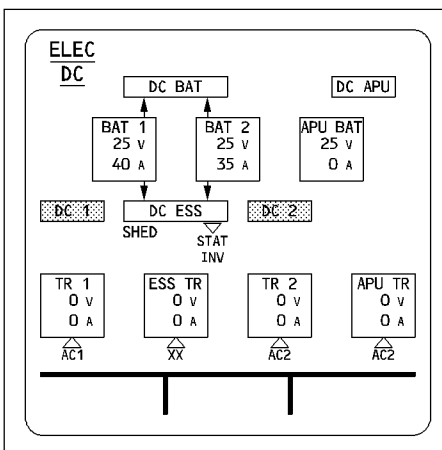 ELEC
DC
DC BAT
DC APU
BAT 1
25 V
40 A
BAT 2
25 V
35 A
APU BAT
25 V
0 A
DC 1
DC ESS
DC 2
SHED
STAT
INV
TR 1
0 V
0 A
ESS TR
0 V
0 A
TR 2
0 V
0 A
APU TR
0 V
0 A
AC1
XX
AC2
AC2